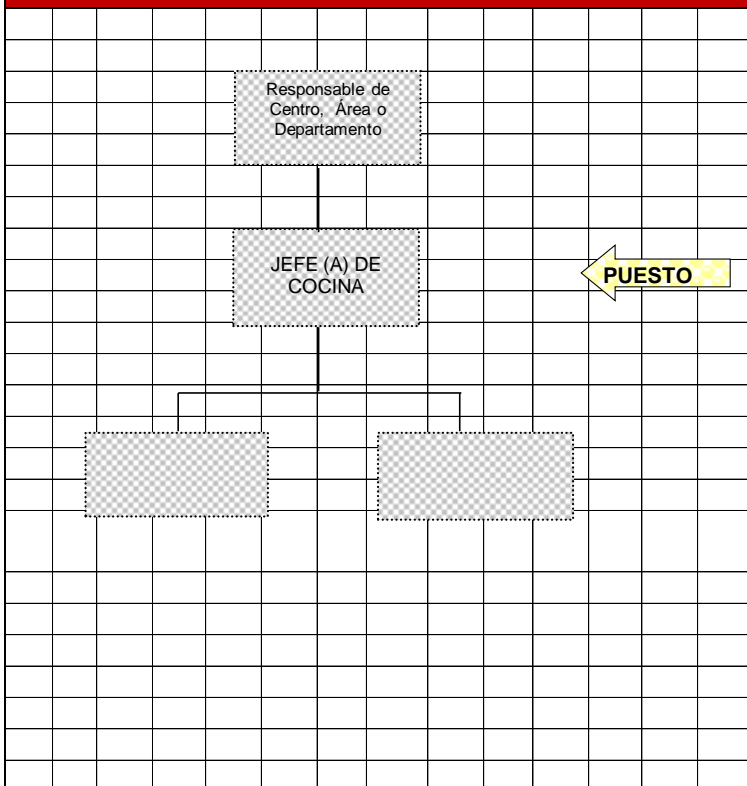 Responsable de
Centro, Área o
Departamento
JEFE (A) DE
COCINA
PUESTO